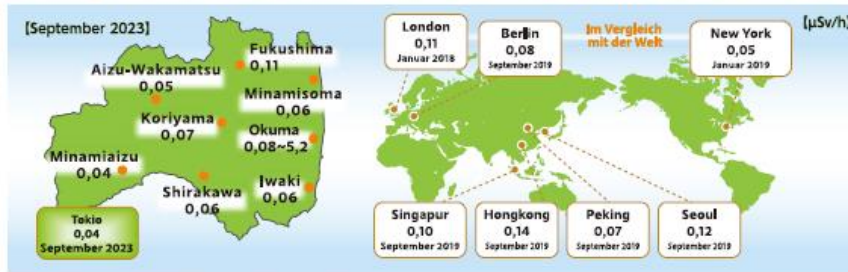 [September 2023]
Fukushima
0,11
Aizu-Wakamatsu
0,05
Minamisoma
0,06
Koriyama
0,07
Okuma
0,08~5,2
Minamiaizu
0,04
Shirakawa
0,06
Iwaki
0,06
Tokio
0,04
September 2023
London
0,11
Januar 2018
Berlin
0,08
September 2019
Im Vergleich
mit der Welt
New York
0,05
Januar 2019
[µSv/h]
Singapur
0,10
September 2019
Hongkong
0,14
September 2019
Peking
0,07
September 2019
Seoul
0,12
September 2019